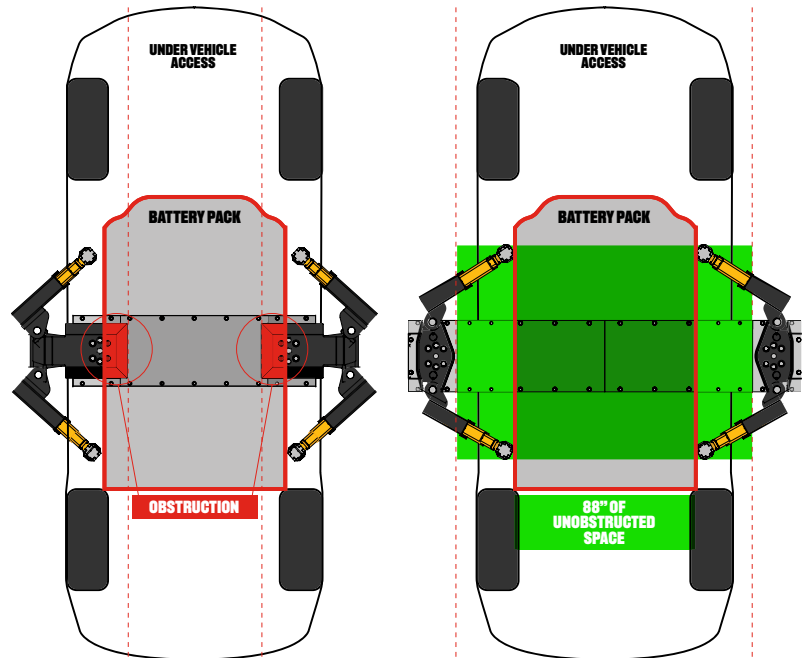 UNDER VEHICLE
ACCESS
BATTERY PACK
OBSTRUCTION
UNDER VEHICLE
ACCESS
BATTERY PACK
88” OF
UNOBSTRUCTED
SPACE